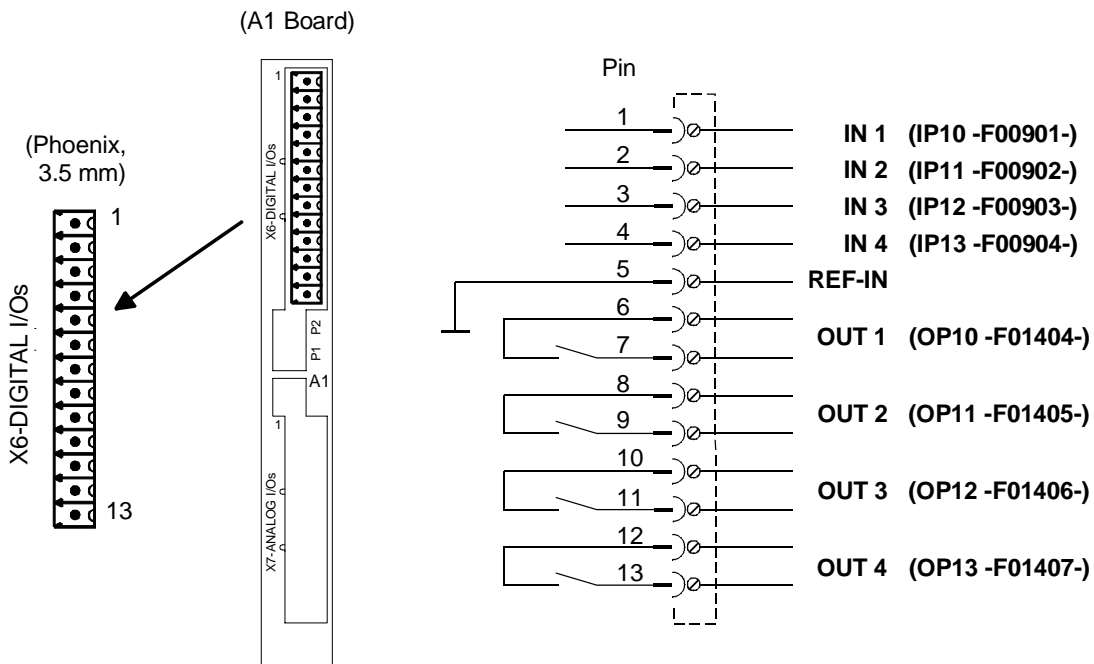 (A1 Board)
(Phoenix,
3.5 mm)
X6-DIGITAL I/Os
1
13
1
X6-DIGITAL I/Os
P1 P2
A1
1
X7-ANALOG I/Os
Pin
1 IN 1 (IP10 -F00901-)
2 IN 2 (IP11 -F00902-)
3 IN 3 (IP12 -F00903-)
4 IN 4 (IP13 -F00904-)
5 REF-IN
6
OUT 1 (OP10 -F01404-)
7
8
OUT 2 (OP11 -F01405-)
9
10
OUT 3 (OP12 -F01406-)
11
12
OUT 4 (OP13 -F01407-)
13